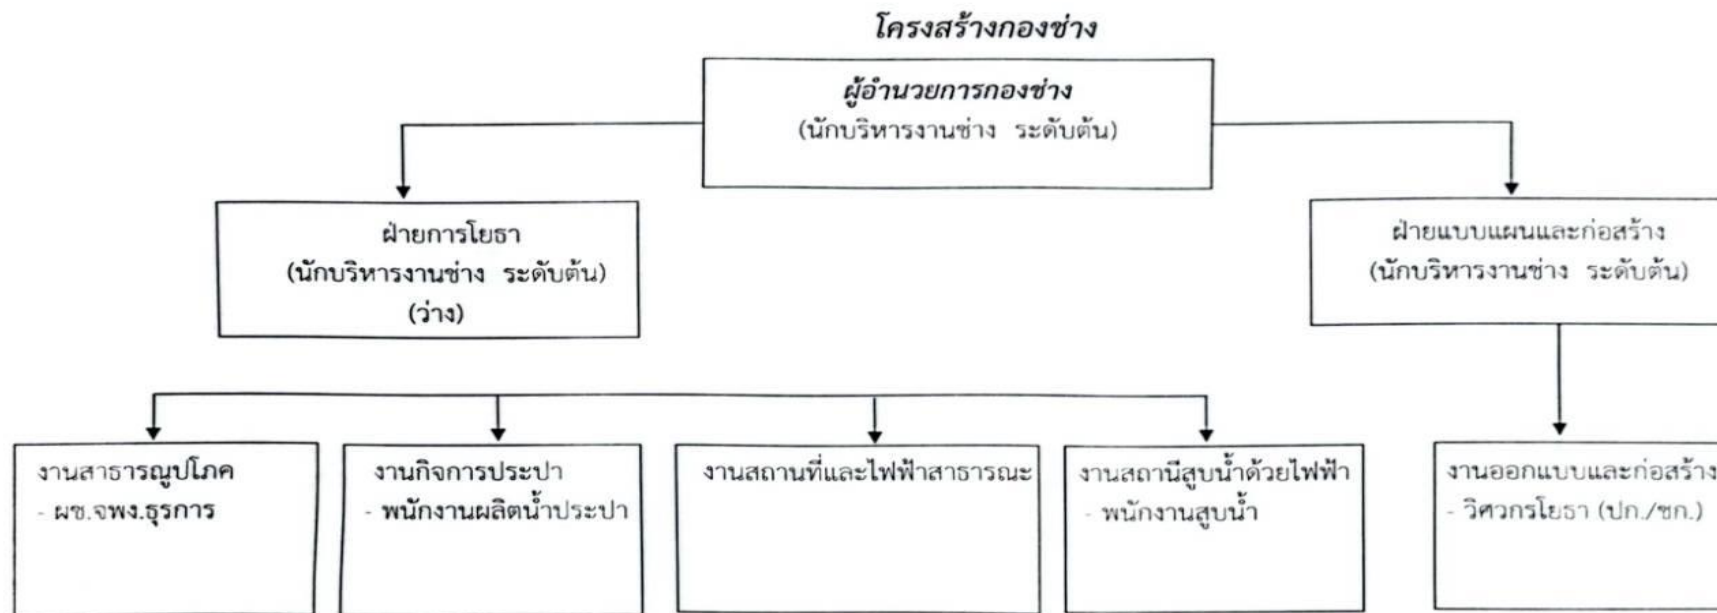 โครงสร้างกองช่าง
ผู้อำนวยการกองช่าง
(นักบริหารงานช่าง ระดับต้น)
ฝ่ายการโยธา
(นักบริหารงานช่าง ระดับต้น)
(ว่าง)
ฝ่ายแบบแผนและก่อสร้าง
(นักบริหารงานช่าง ระดับต้น)
งานสาธารณูปโภค
- ผช.จพง.ธุรการ
งานกิจการประปา
- พนักงานผลิตน้ำประปา
งานสถานที่และไฟฟ้าสาธารณะ
งานสถานีสูบน้ำด้วยไฟฟ้า
- พนักงานสูบน้ำ
งานออกแบบและก่อสร้าง
- วิศวกรโยธา (ปก./ชก.)